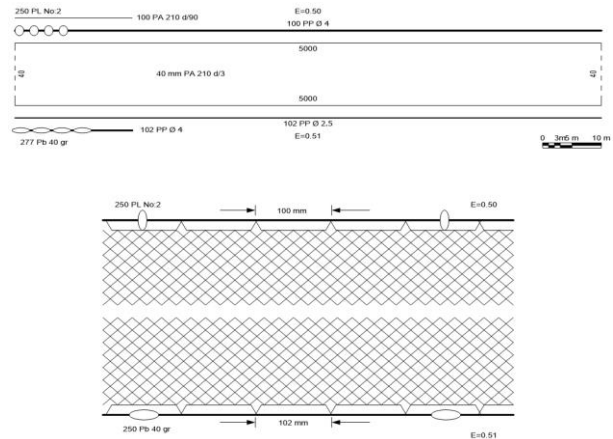 250 PL No:2
100 PA 210 d/90
E=0.50
100 PP Ø 4
5000
40
40 mm PA 210 d/3
40
5000
102 PP Ø 2,5
102 PP Ø 4
E=0.51
277 Pb 40 gr
0 3m5 m 10 m
250 PL No:2
100 mm
E=0.50
102 mm
250 Pb 40 gr
E=0.51